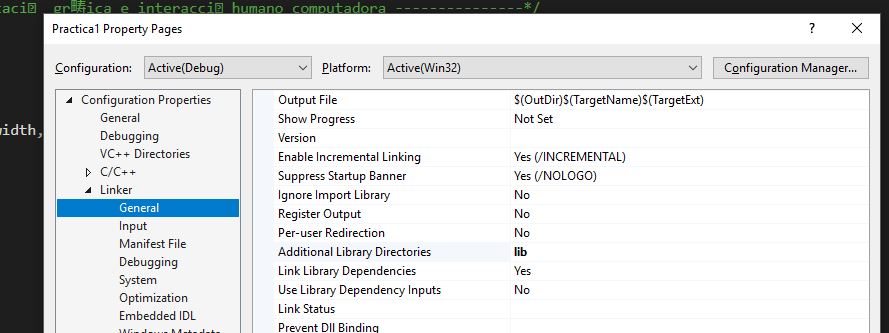 gr疇ica e interacci humano computadora ---------------*/
Practica1 Property Pages
Configuration: Active(Debug) Platform: Active(Win32) Configuration Manager...
Configuration Properties
General
Debugging
VC++ Directories
C/C++
Linker
General
Input
Manifest File
Debugging
System
Optimization
Embedded IDL
Output File $(OutDir)$(TargetName)$(TargetExt)
Show Progress Not Set
Version
Enable Incremental Linking Yes (/INCREMENTAL)
Suppress Startup Banner Yes (/NOLOGO)
Ignore Import Library No
Register Output No
Per-user Redirection No
Additional Library Directories lib
Link Library Dependencies Yes
Use Library Dependency Inputs No
Link Status
Prevent Dll Binding